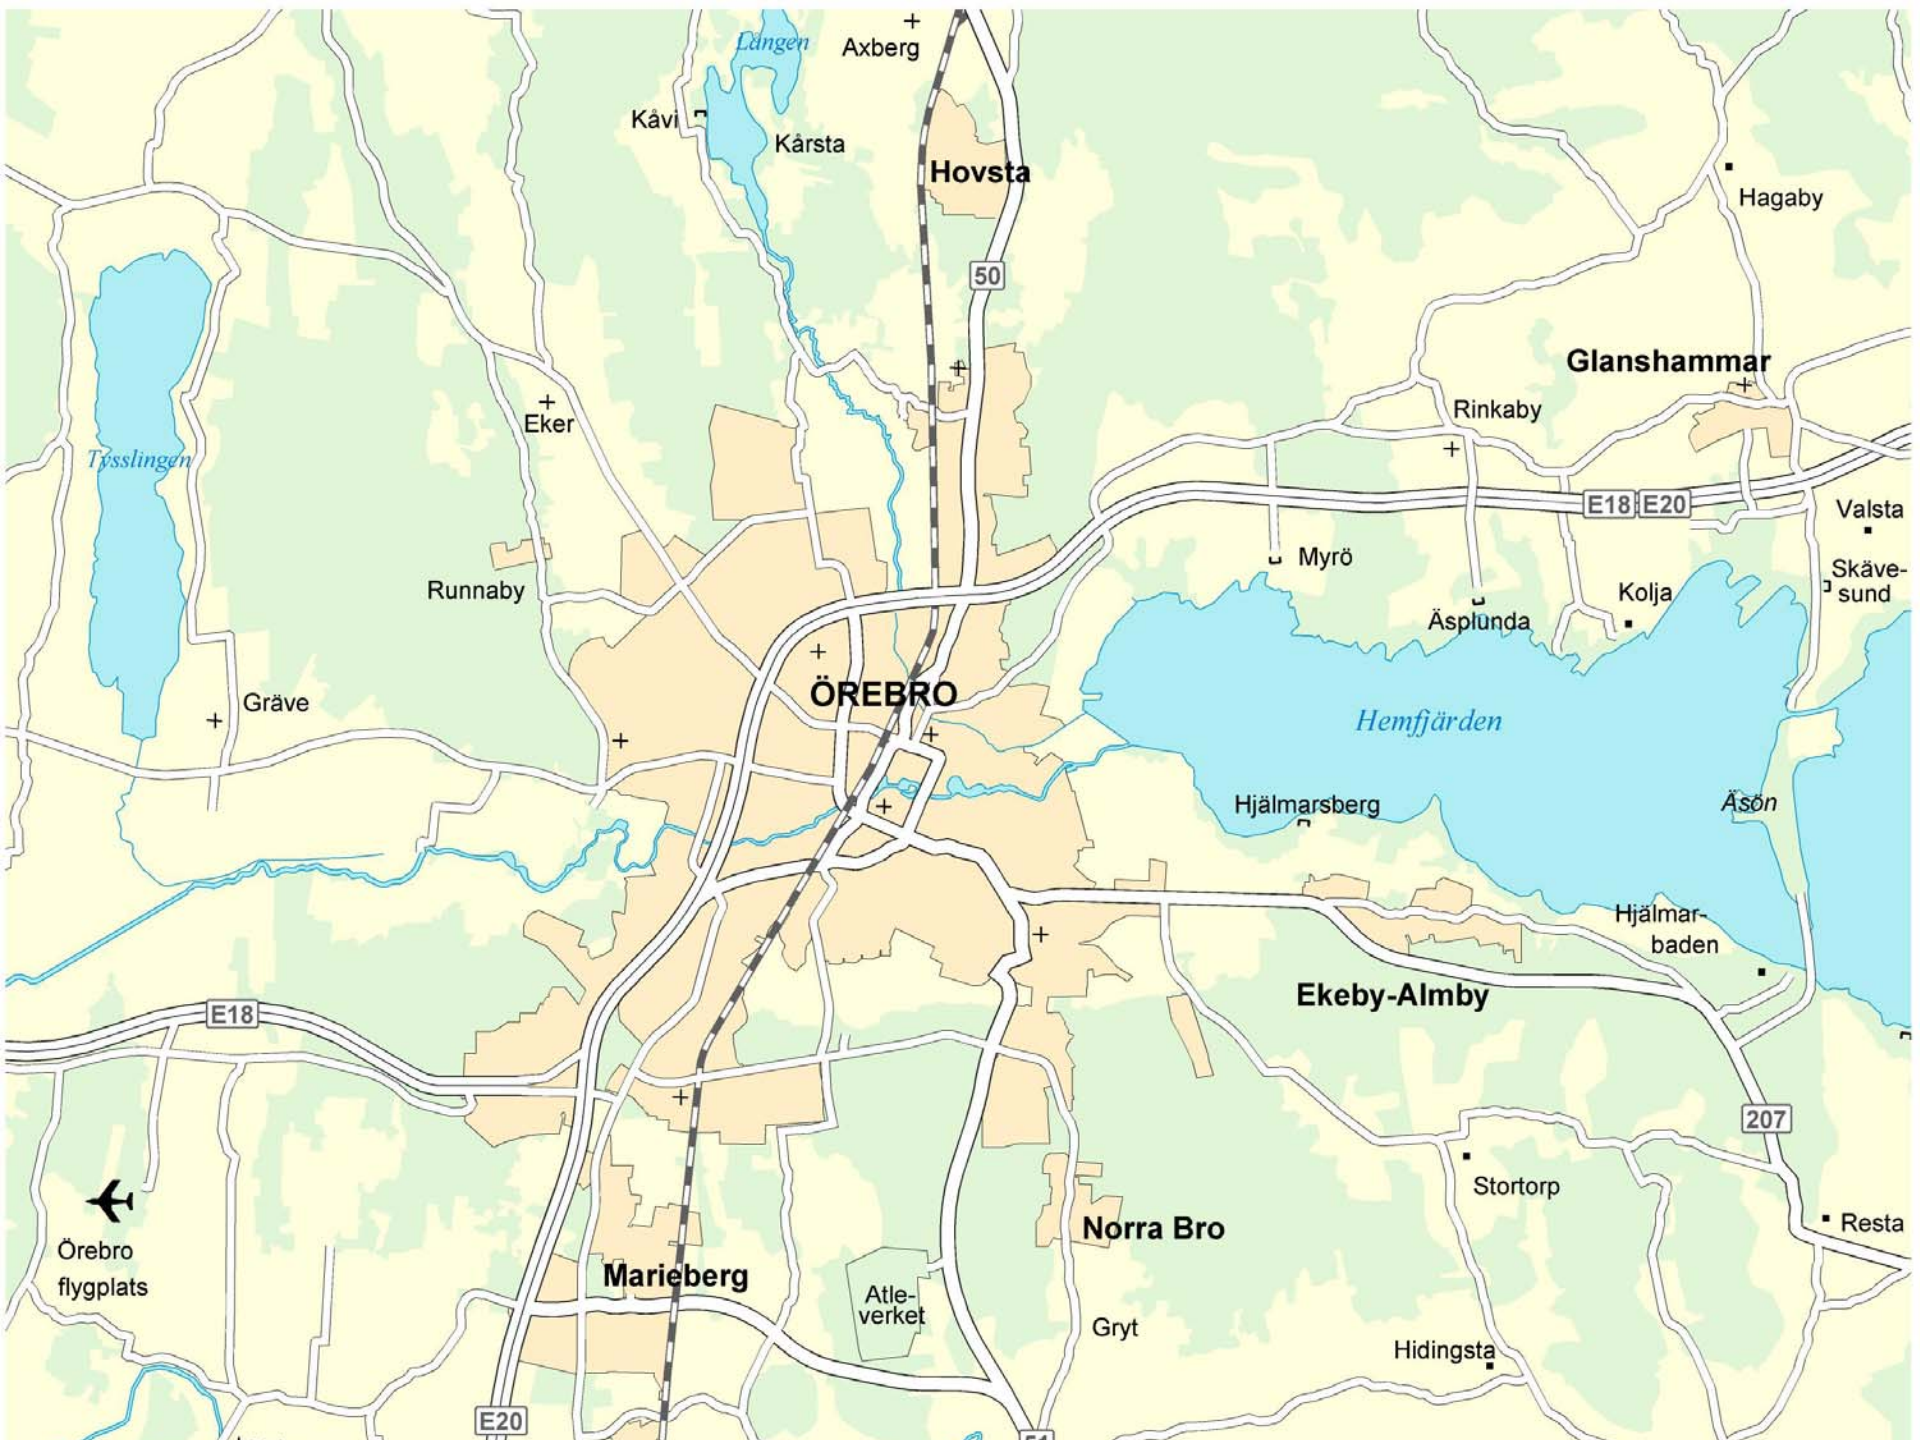 Lången
Axberg
Kåvi
Kårsta
Hovsta
Hagaby
50
Glanshammar
Rinkaby
Eker
Tysslingen
E18 E20
Valsta
Myrö
Skäve-
sund
Runnaby
Kolja
Äsplunda
ÖREBRO
Gräve
Hemfjärden
Äsön
Hjälmarsberg
Hjälmar-
baden
Ekeby-Almby
E18
207
Stortorp
Resta
Norra Bro
Örebro
flygplats
Marieberg
Atle-
verket
Gryt
Hidingsta
E20